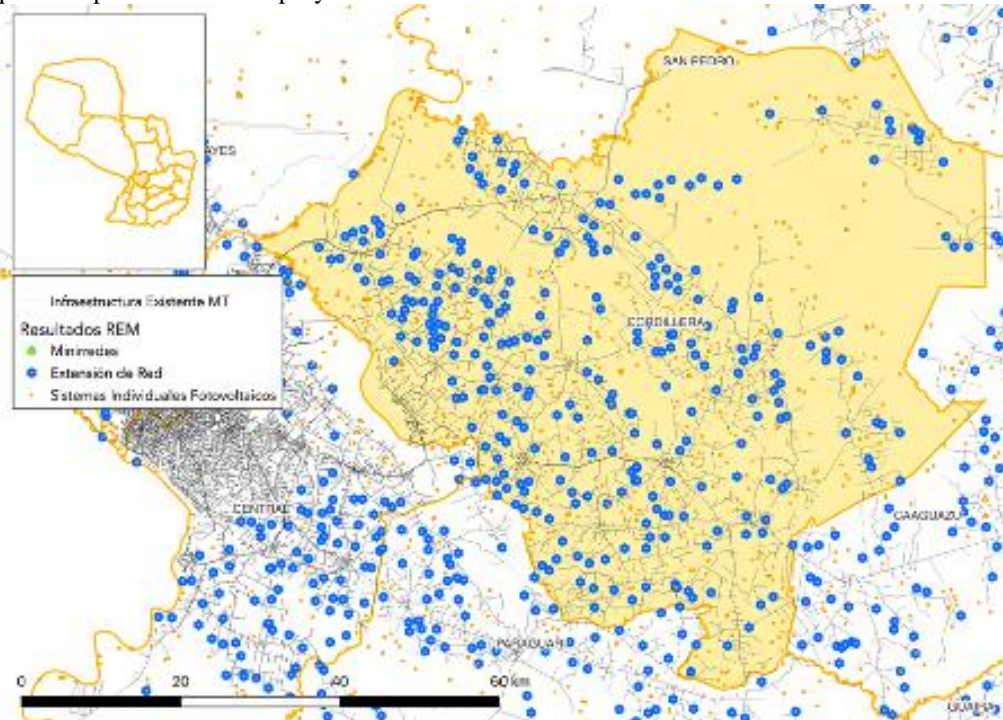 SAN PEDRO
AYES
Infraestructura Existente MT
Resultados REM
Minirredes
Extensión de Red
Sistemas Individuales Fotovoltaicos
CORDILLERA
CENTRAL
CAAGUAZU
PARAGUARI
0 20 40 60 km
GUAIRA